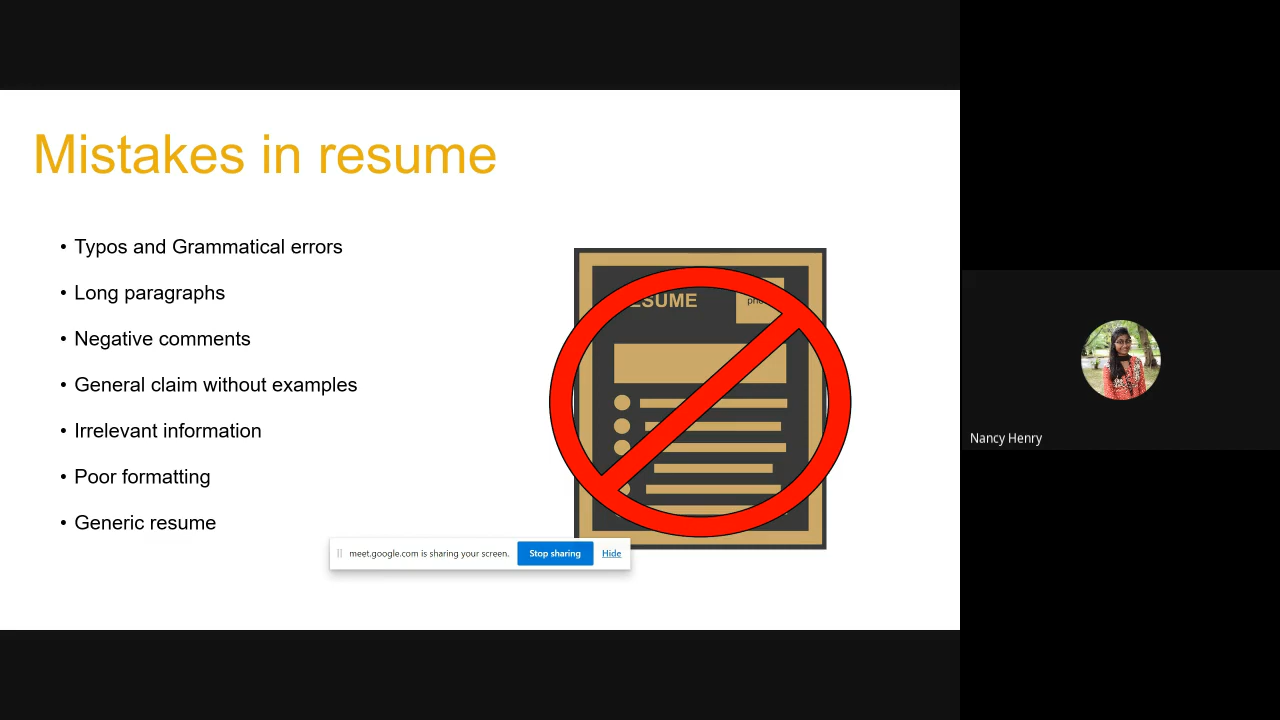 Mistakes in resume
• Typos and Grammatical errors
• Long paragraphs
• Negative comments
• General claim without examples
• Irrelevant information
• Poor formatting
• Generic resume
ESUME
meet.google.com is sharing your screen.
Stop sharing
Hide
Nancy Henry